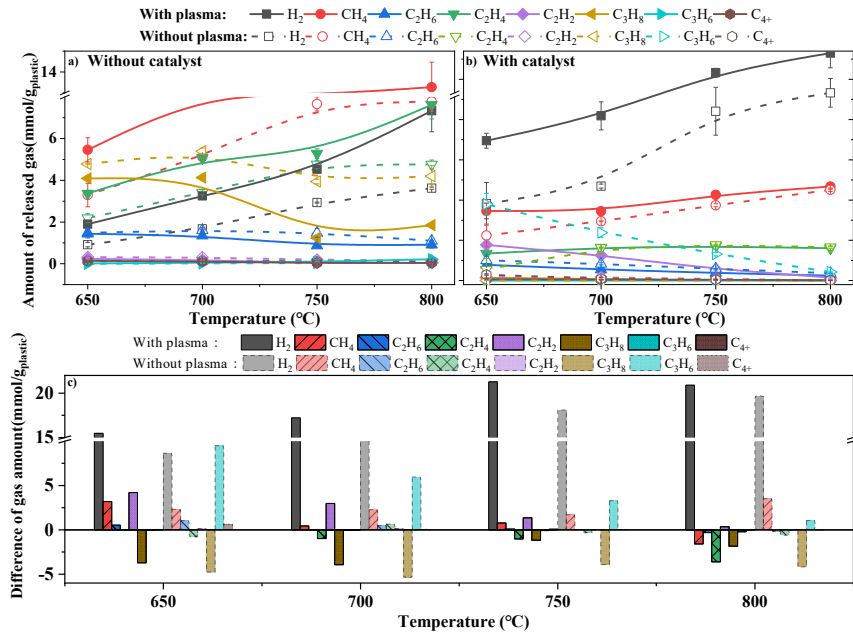 With plasma: H₂ CH₄ C₂H₆ C₂H₄ C₂H₂ C₃H₈ C₃H₆ C₄₊
Without plasma: H₂ CH₄ C₂H₆ C₂H₄ C₂H₂ C₃H₈ C₃H₆ C₄₊
a) Without catalyst
b) With catalyst
Amount of released gas(mmol/gplastic)
14
8
6
4
2
0
650 700 750 800
650 700 750 800
Temperature (℃)
Temperature (℃)
With plasma : H₂ CH₄ C₂H₆ C₂H₄ C₂H₂ C₃H₈ C₃H₆ C₄₊
Without plasma : H₂ CH₄ C₂H₆ C₂H₄ C₂H₂ C₃H₈ C₃H₆ C₄₊
c)
Difference of gas amount(mmol/gplastic)
20
15
5
0
-5
650 700 750 800
Temperature (℃)